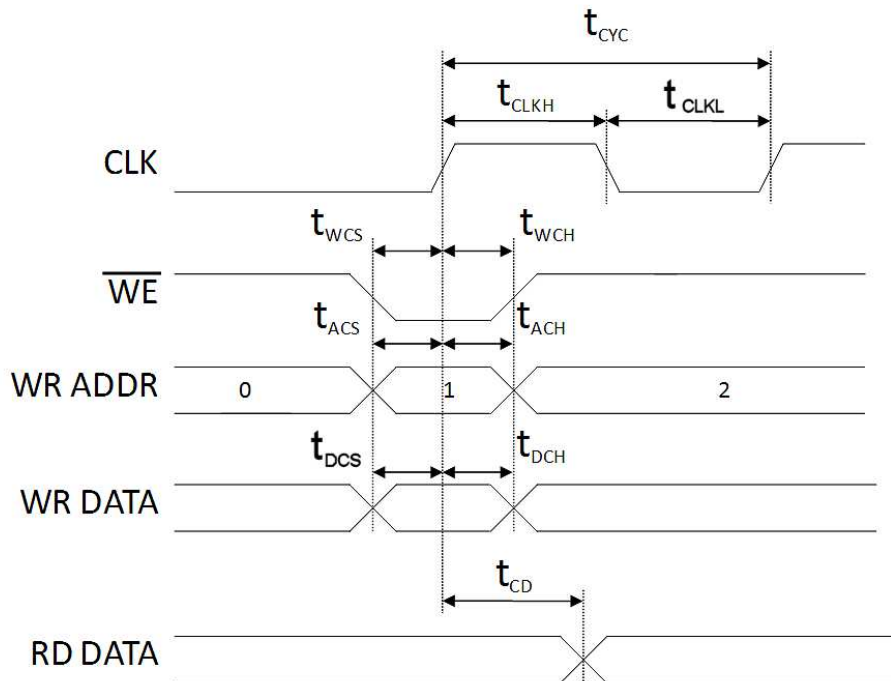 tCYC
tCLKH tCLKL
CLK
tWCS tWCH
WE
tACS tACH
WR ADDR 0 1 2
tDCS tDCH
WR DATA
tCD
RD DATA